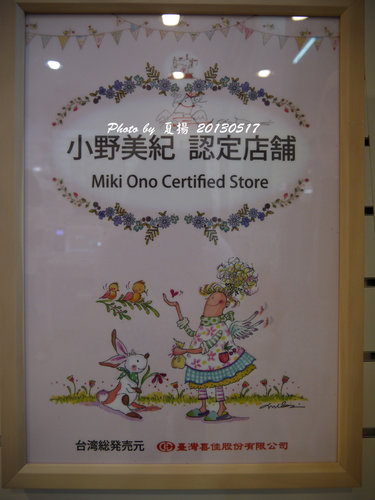 Photo by 夏揚 20130517
小野美紀 認定店舗
Miki Ono Certified Store
台湾総発売元 臺灣喜佳股份有限公司